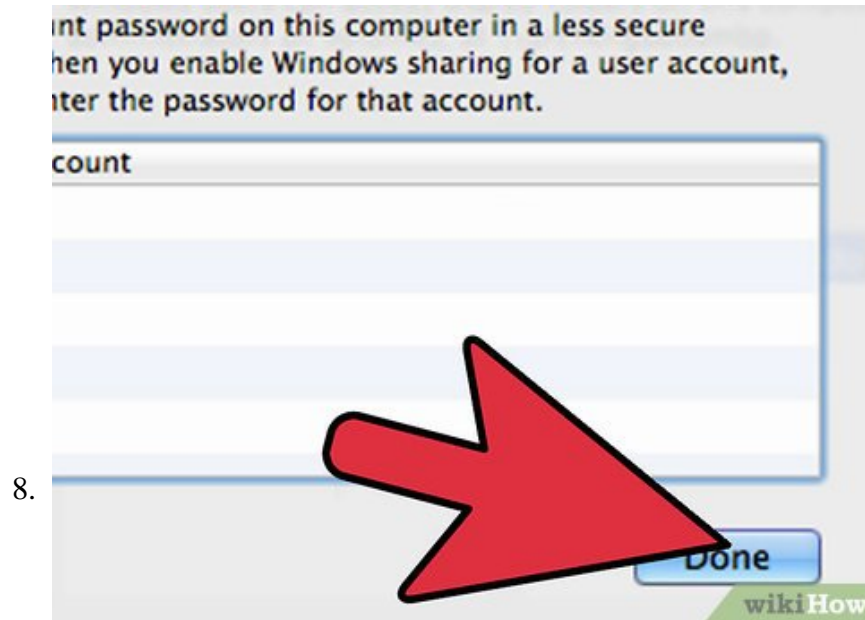 nt password on this computer in a less secure
hen you enable Windows sharing for a user account,
nter the password for that account.
count
8.
Done
wikiHow